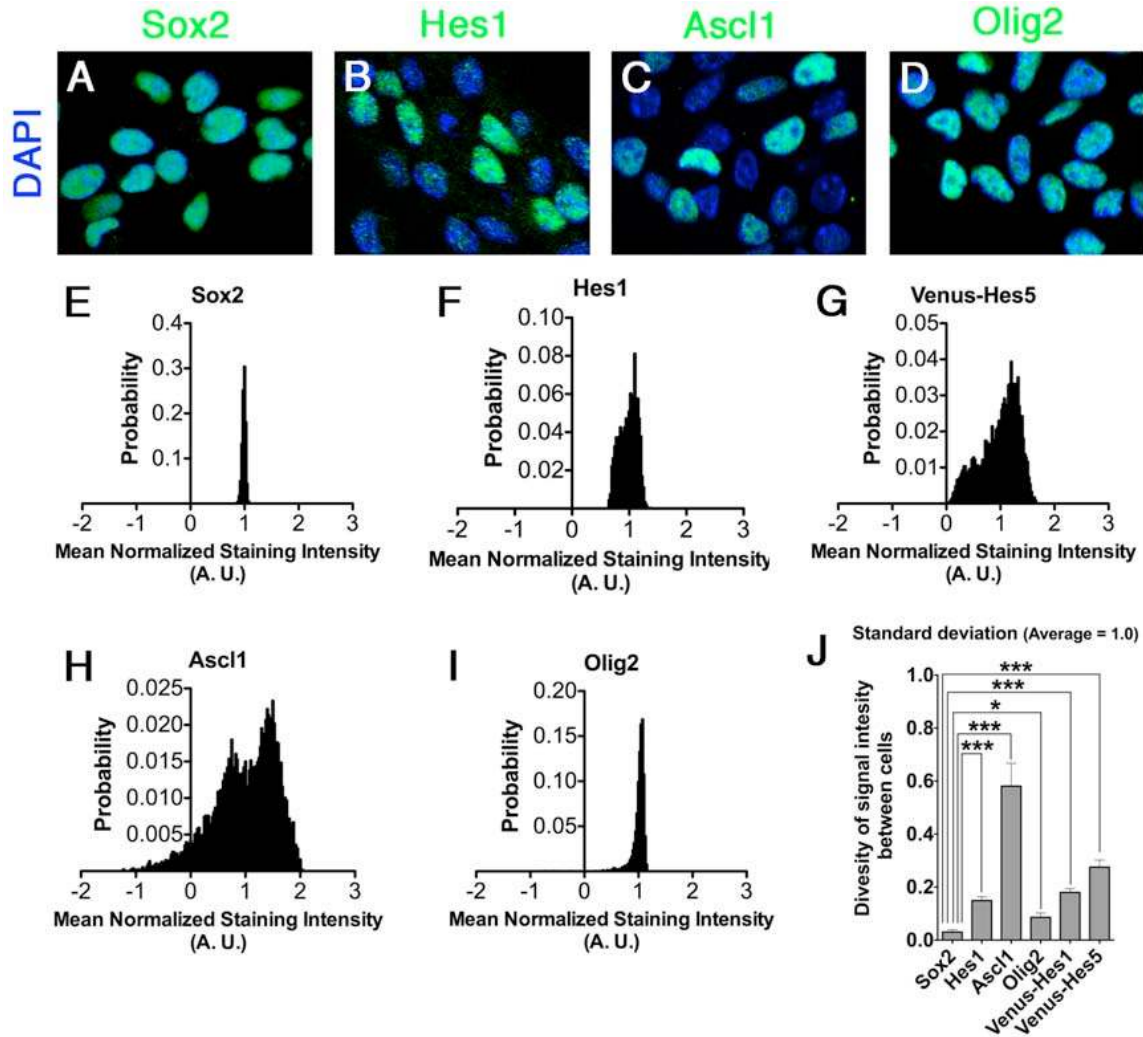 Sox2
Hes1
Ascl1
Olig2
DAPI
A
B
C
D
E
Sox2
Probability
0.4
0.3
0.2
0.1
-2 -1 0 1 2 3
Mean Normalized Staining Intensity
(A. U.)
F
Hes1
Probability
0.10
0.08
0.06
0.04
0.02
-2 -1 0 1 2 3
Mean Normalized Staining Intensity
(A. U.)
G
Venus-Hes5
Probability
0.05
0.04
0.03
0.02
0.01
-2 -1 0 1 2 3
Mean Normalized Staining Intensity
(A. U.)
H
Ascl1
Probability
0.025
0.020
0.015
0.010
0.005
-2 -1 0 1 2 3
Mean Normalized Staining Intensity
(A. U.)
I
Olig2
Probability
0.20
0.15
0.10
0.05
-2 -1 0 1 2 3
Mean Normalized Staining Intensity
(A. U.)
J
Standard deviation (Average = 1.0)
Divesity of signal intesity
between cells
1.0
0.8
0.6
0.4
0.2
0.0
***
***
*
***
***
Sox2
Hes1
Ascl1
Olig2
Venus-Hes1
Venus-Hes5